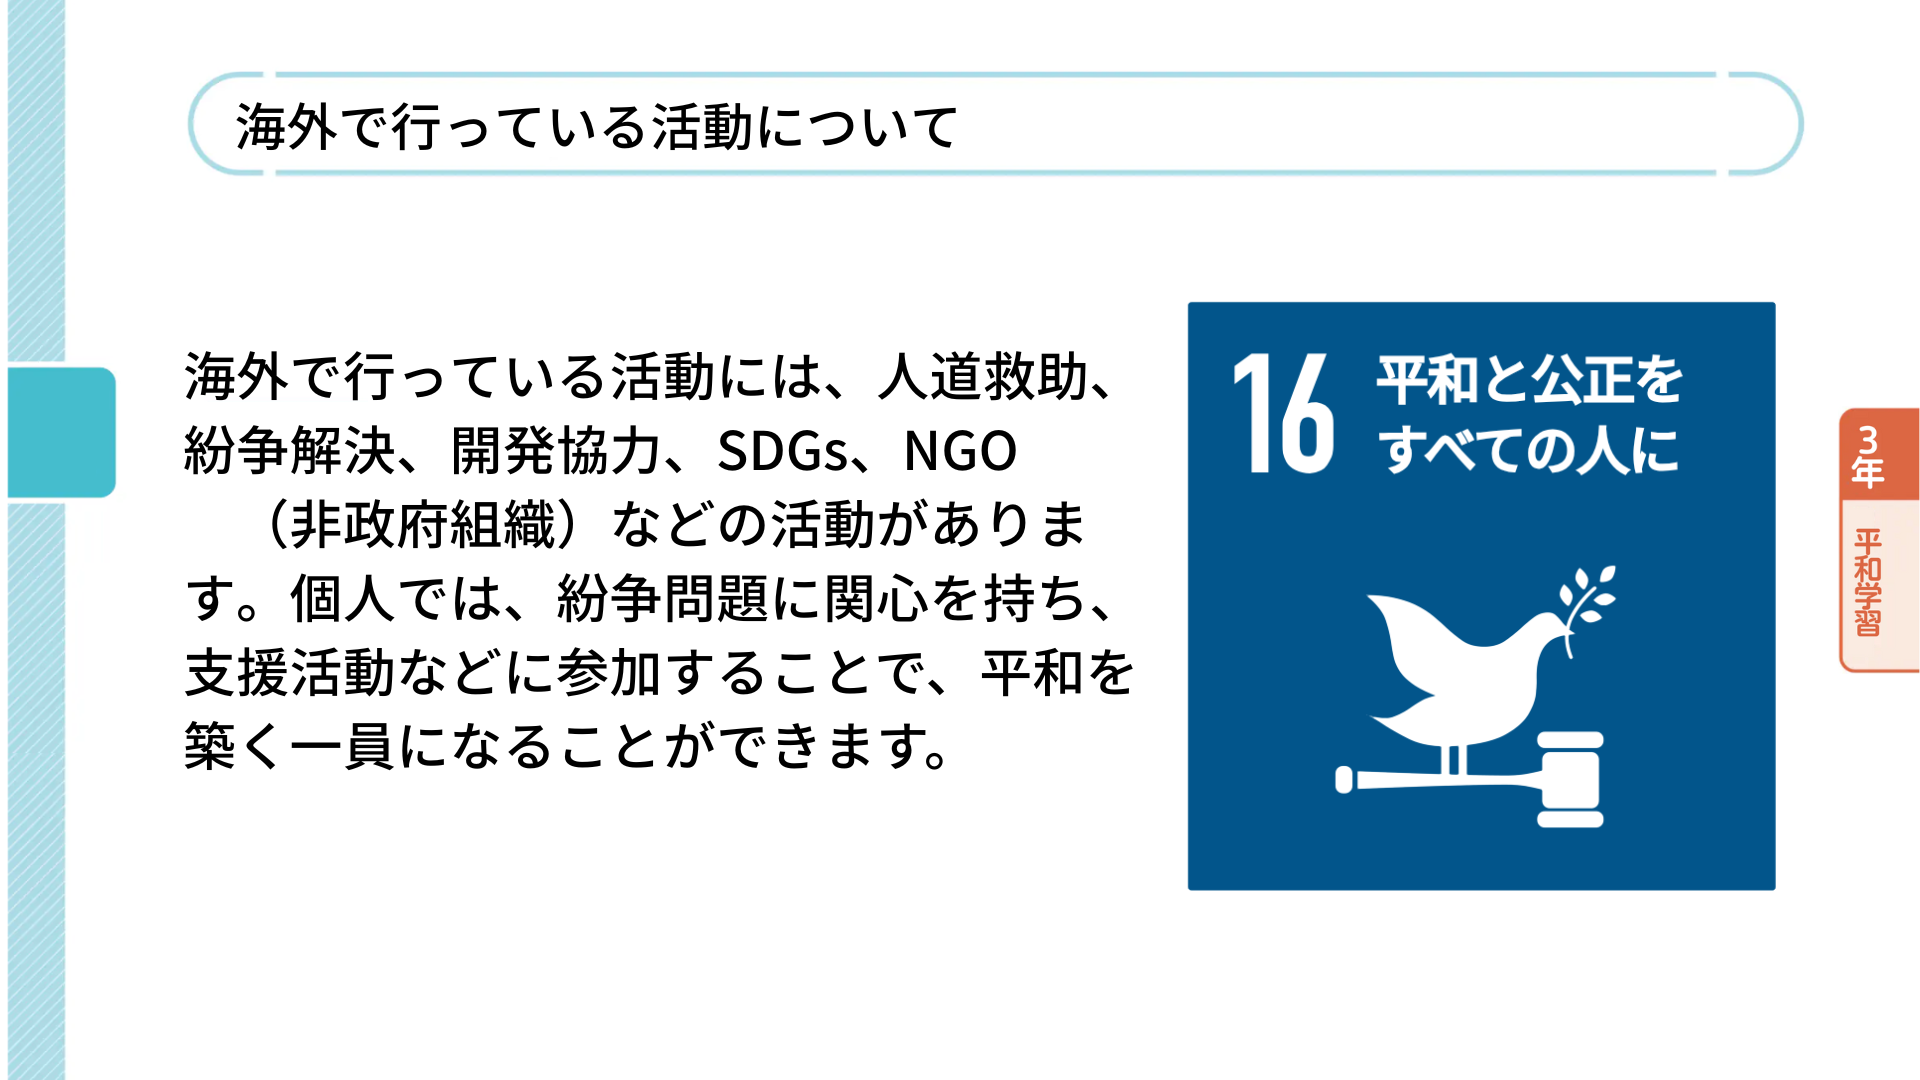 海外で行っている活動について
海外で行っている活動には、人道救助、
紛争解決、開発協力、SDGs、NGO
（非政府組織）などの活動がありま
す。個人では、紛争問題に関心を持ち、
支援活動などに参加することで、平和を
築く一員になることができます。
16
平和と公正を
すべての人に
3年
平和学習